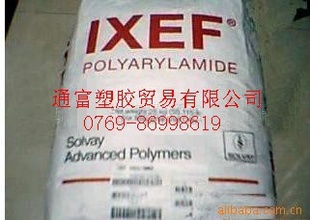 IXEF®
POLYARYLAMIDE
通富塑胶贸易有限公司
0769-86998619
Solvay
Advanced Polymers
SOLVAY
alibaba.com.cn